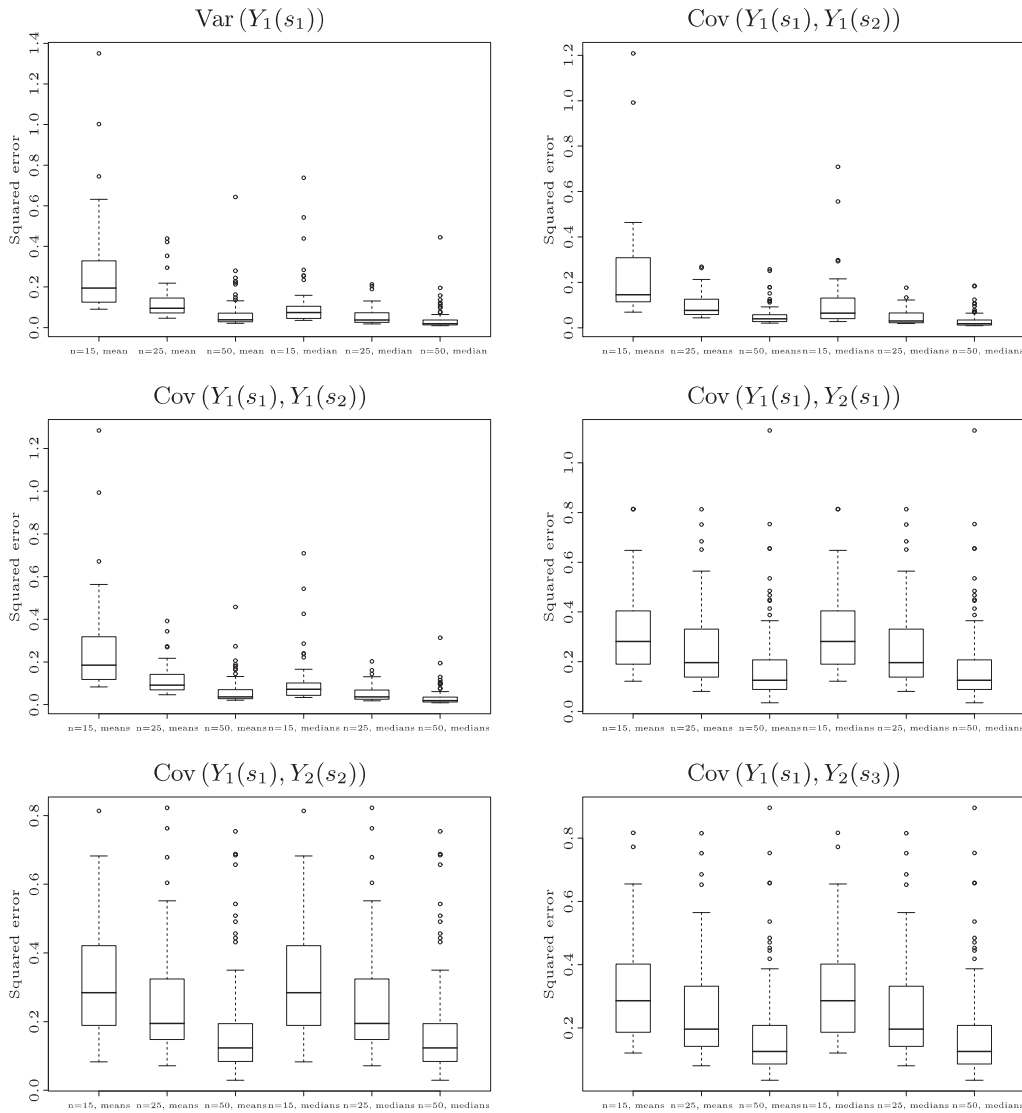 Var (Y₁(s₁))
Squared error
0.0 0.2 0.4 0.6 0.8 1.0 1.2 1.4
n=15, mean n=25, mean n=50, mean n=15, median n=25, median n=50, median
Cov (Y₁(s₁), Y₁(s₂))
Squared error
0.0 0.2 0.4 0.6 0.8 1.0 1.2
n=15, means n=25, means n=50, means n=15, medians n=25, medians n=50, medians
Cov (Y₁(s₁), Y₁(s₂))
Squared error
0.0 0.2 0.4 0.6 0.8 1.0 1.2
n=15, means n=25, means n=50, means n=15, medians n=25, medians n=50, medians
Cov (Y₁(s₁), Y₂(s₁))
Squared error
0.0 0.2 0.4 0.6 0.8 1.0
n=15, means n=25, means n=50, means n=15, medians n=25, medians n=50, medians
Cov (Y₁(s₁), Y₂(s₂))
Squared error
0.0 0.2 0.4 0.6 0.8
n=15, means n=25, means n=50, means n=15, medians n=25, medians n=50, medians
Cov (Y₁(s₁), Y₂(s₃))
Squared error
0.2 0.4 0.6 0.8
n=15, means n=25, means n=50, means n=15, medians n=25, medians n=50, medians